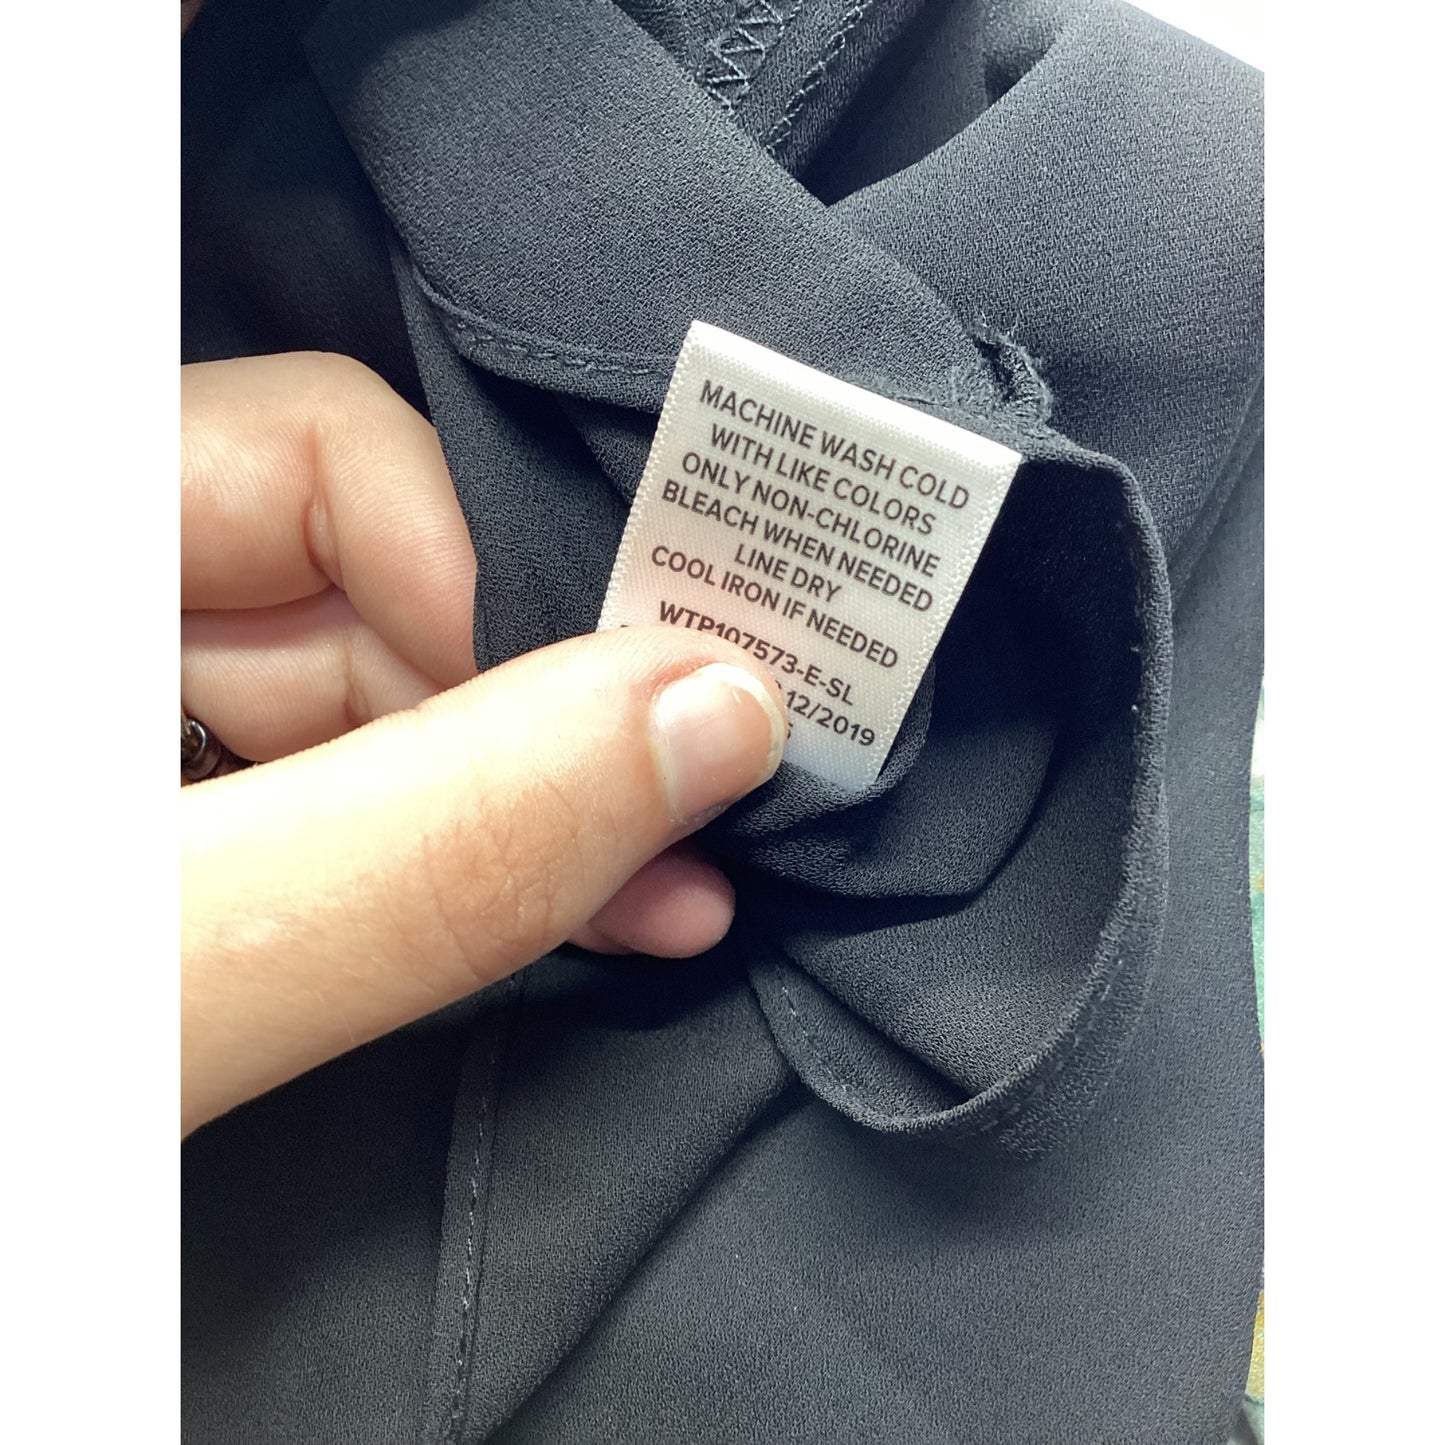 MACHINE WASH COLD
WITH LIKE COLORS
ONLY NON-CHLORINE
BLEACH WHEN NEEDED
LINE DRY
COOL IRON IF NEEDED
WTP107573-E-SL
12/2019